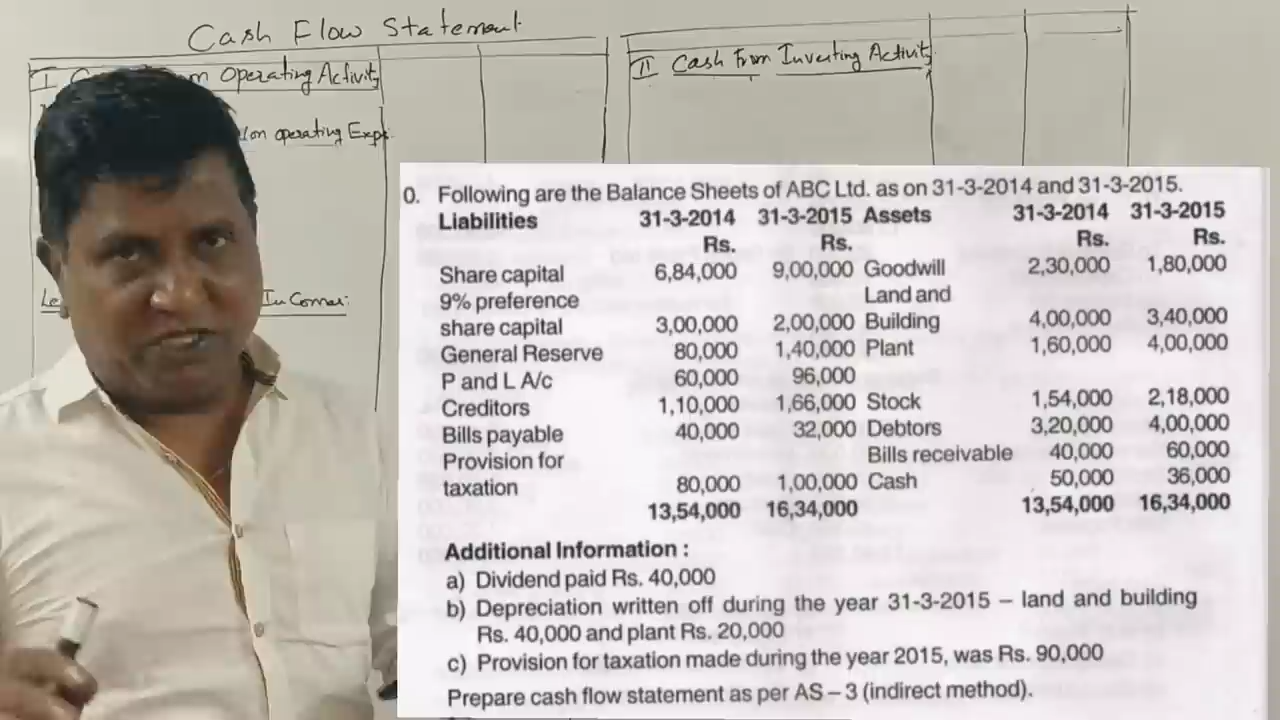 Cash Flow Statement
I Operating Activity
II Cash From Investing Activity
operating Exps.
0. Following are the Balance Sheets of ABC Ltd. as on 31-3-2014 and 31-3-2015.
Liabilities 31-3-2014 31-3-2015 Assets 31-3-2014 31-3-2015
Rs. Rs. Rs. Rs.
Share capital 6,84,000 9,00,000 Goodwill 2,30,000 1,80,000
9% preference Land and
share capital 3,00,000 2,00,000 Building 4,00,000 3,40,000
General Reserve 80,000 1,40,000 Plant 1,60,000 4,00,000
P and L A/c 60,000 96,000
Creditors 1,10,000 1,66,000 Stock 1,54,000 2,18,000
Bills payable 40,000 32,000 Debtors 3,20,000 4,00,000
Provision for Bills receivable 40,000 60,000
taxation 80,000 1,00,000 Cash 50,000 36,000
13,54,000 16,34,000 13,54,000 16,34,000
Additional Information :
a) Dividend paid Rs. 40,000
b) Depreciation written off during the year 31-3-2015 – land and building
Rs. 40,000 and plant Rs. 20,000
c) Provision for taxation made during the year 2015, was Rs. 90,000
Prepare cash flow statement as per AS – 3 (indirect method).